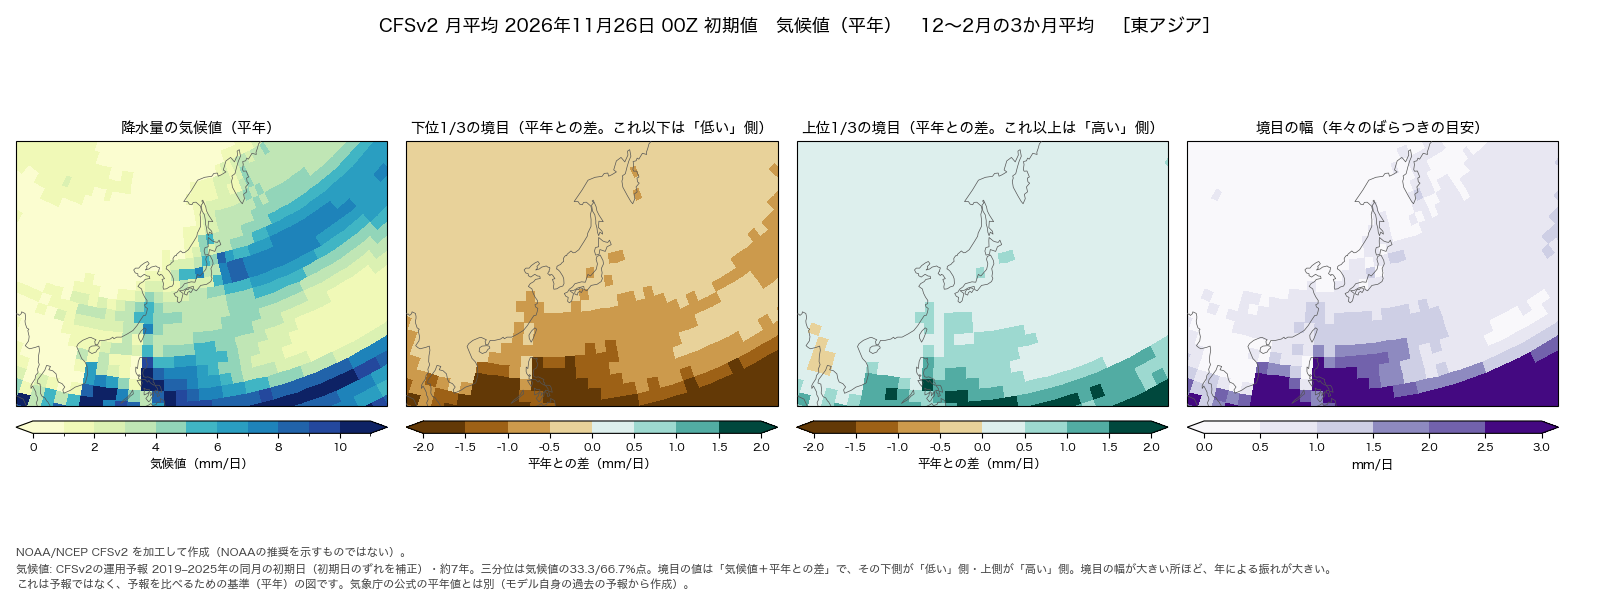 CFSv2 月平均 2026年11月26日 00Z 初期値　気候値（平年）　12～2月の3か月平均　［東アジア］
降水量の気候値（平年）
下位1/3の境目（平年との差。これ以下は「低い」側）
上位1/3の境目（平年との差。これ以上は「高い」側）
境目の幅（年々のばらつきの目安）
0 2 4 6 8 10
気候値（mm/日）
-2.0 -1.5 -1.0 -0.5 0.0 0.5 1.0 1.5 2.0
平年との差（mm/日）
-2.0 -1.5 -1.0 -0.5 0.0 0.5 1.0 1.5 2.0
平年との差（mm/日）
0.0 0.5 1.0 1.5 2.0 2.5 3.0
mm/日
NOAA/NCEP CFSv2 を加工して作成（NOAAの推奨を示すものではない）。
気候値: CFSv2の運用予報 2019–2025年の同月の初期日（初期日のずれを補正）・約7年。三分位は気候値の33.3/66.7%点。境目の値は「気候値＋平年との差」で、その下側が「低い」側・上側が「高い」側。境目の幅が大きい所ほど、年による振れが大きい。
これは予報ではなく、予報を比べるための基準（平年）の図です。気象庁の公式の平年値とは別（モデル自身の過去の予報から作成）。